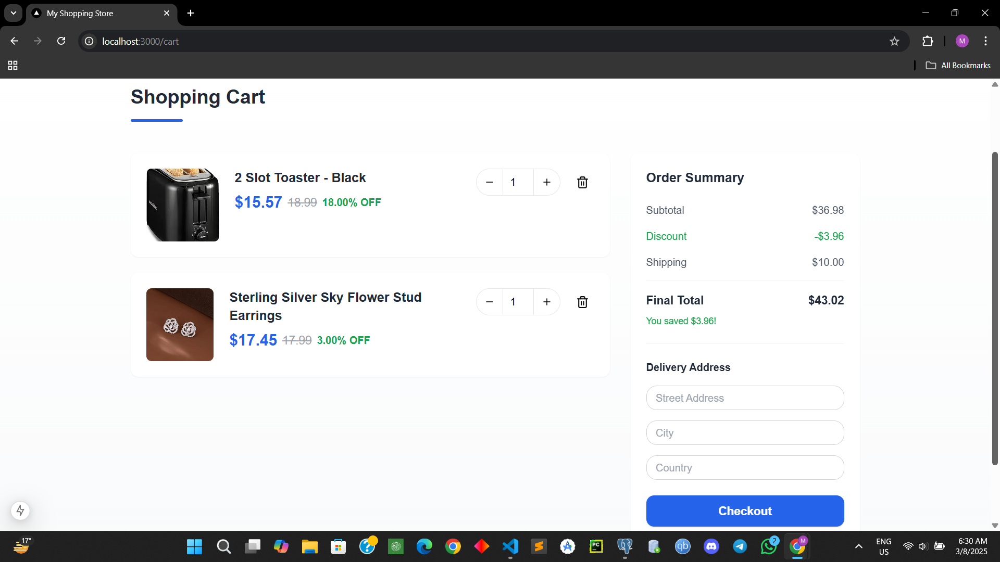 My Shopping Store
localhost:3000/cart
M
All Bookmarks
Shopping Cart
2 Slot Toaster - Black
1
$15.57 18.99 18.00% OFF
Sterling Silver Sky Flower Stud
Earrings
1
$17.45 17.99 3.00% OFF
Order Summary
Subtotal $36.98
Discount -$3.96
Shipping $10.00
Final Total $43.02
You saved $3.96!
Delivery Address
Street Address
City
Country
Checkout
17°
PC
qb
2
M
ENG
US
6:30 AM
3/8/2025